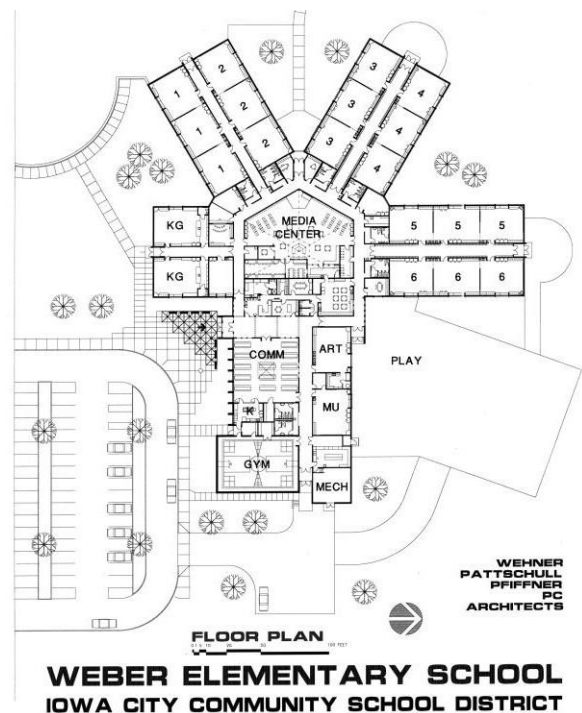 2
3
1
2
3
4
1
2
3
4
1
4
KG
MEDIA
CENTER
5 5 5
KG
6 6 6
ART
COMM
PLAY
K
MU
GYM
MECH
WEHNER
PATTSCHULL
PFIFFNER
PC
ARCHITECTS
FLOOR PLAN
100 FEET
WEBER ELEMENTARY SCHOOL
IOWA CITY COMMUNITY SCHOOL DISTRICT